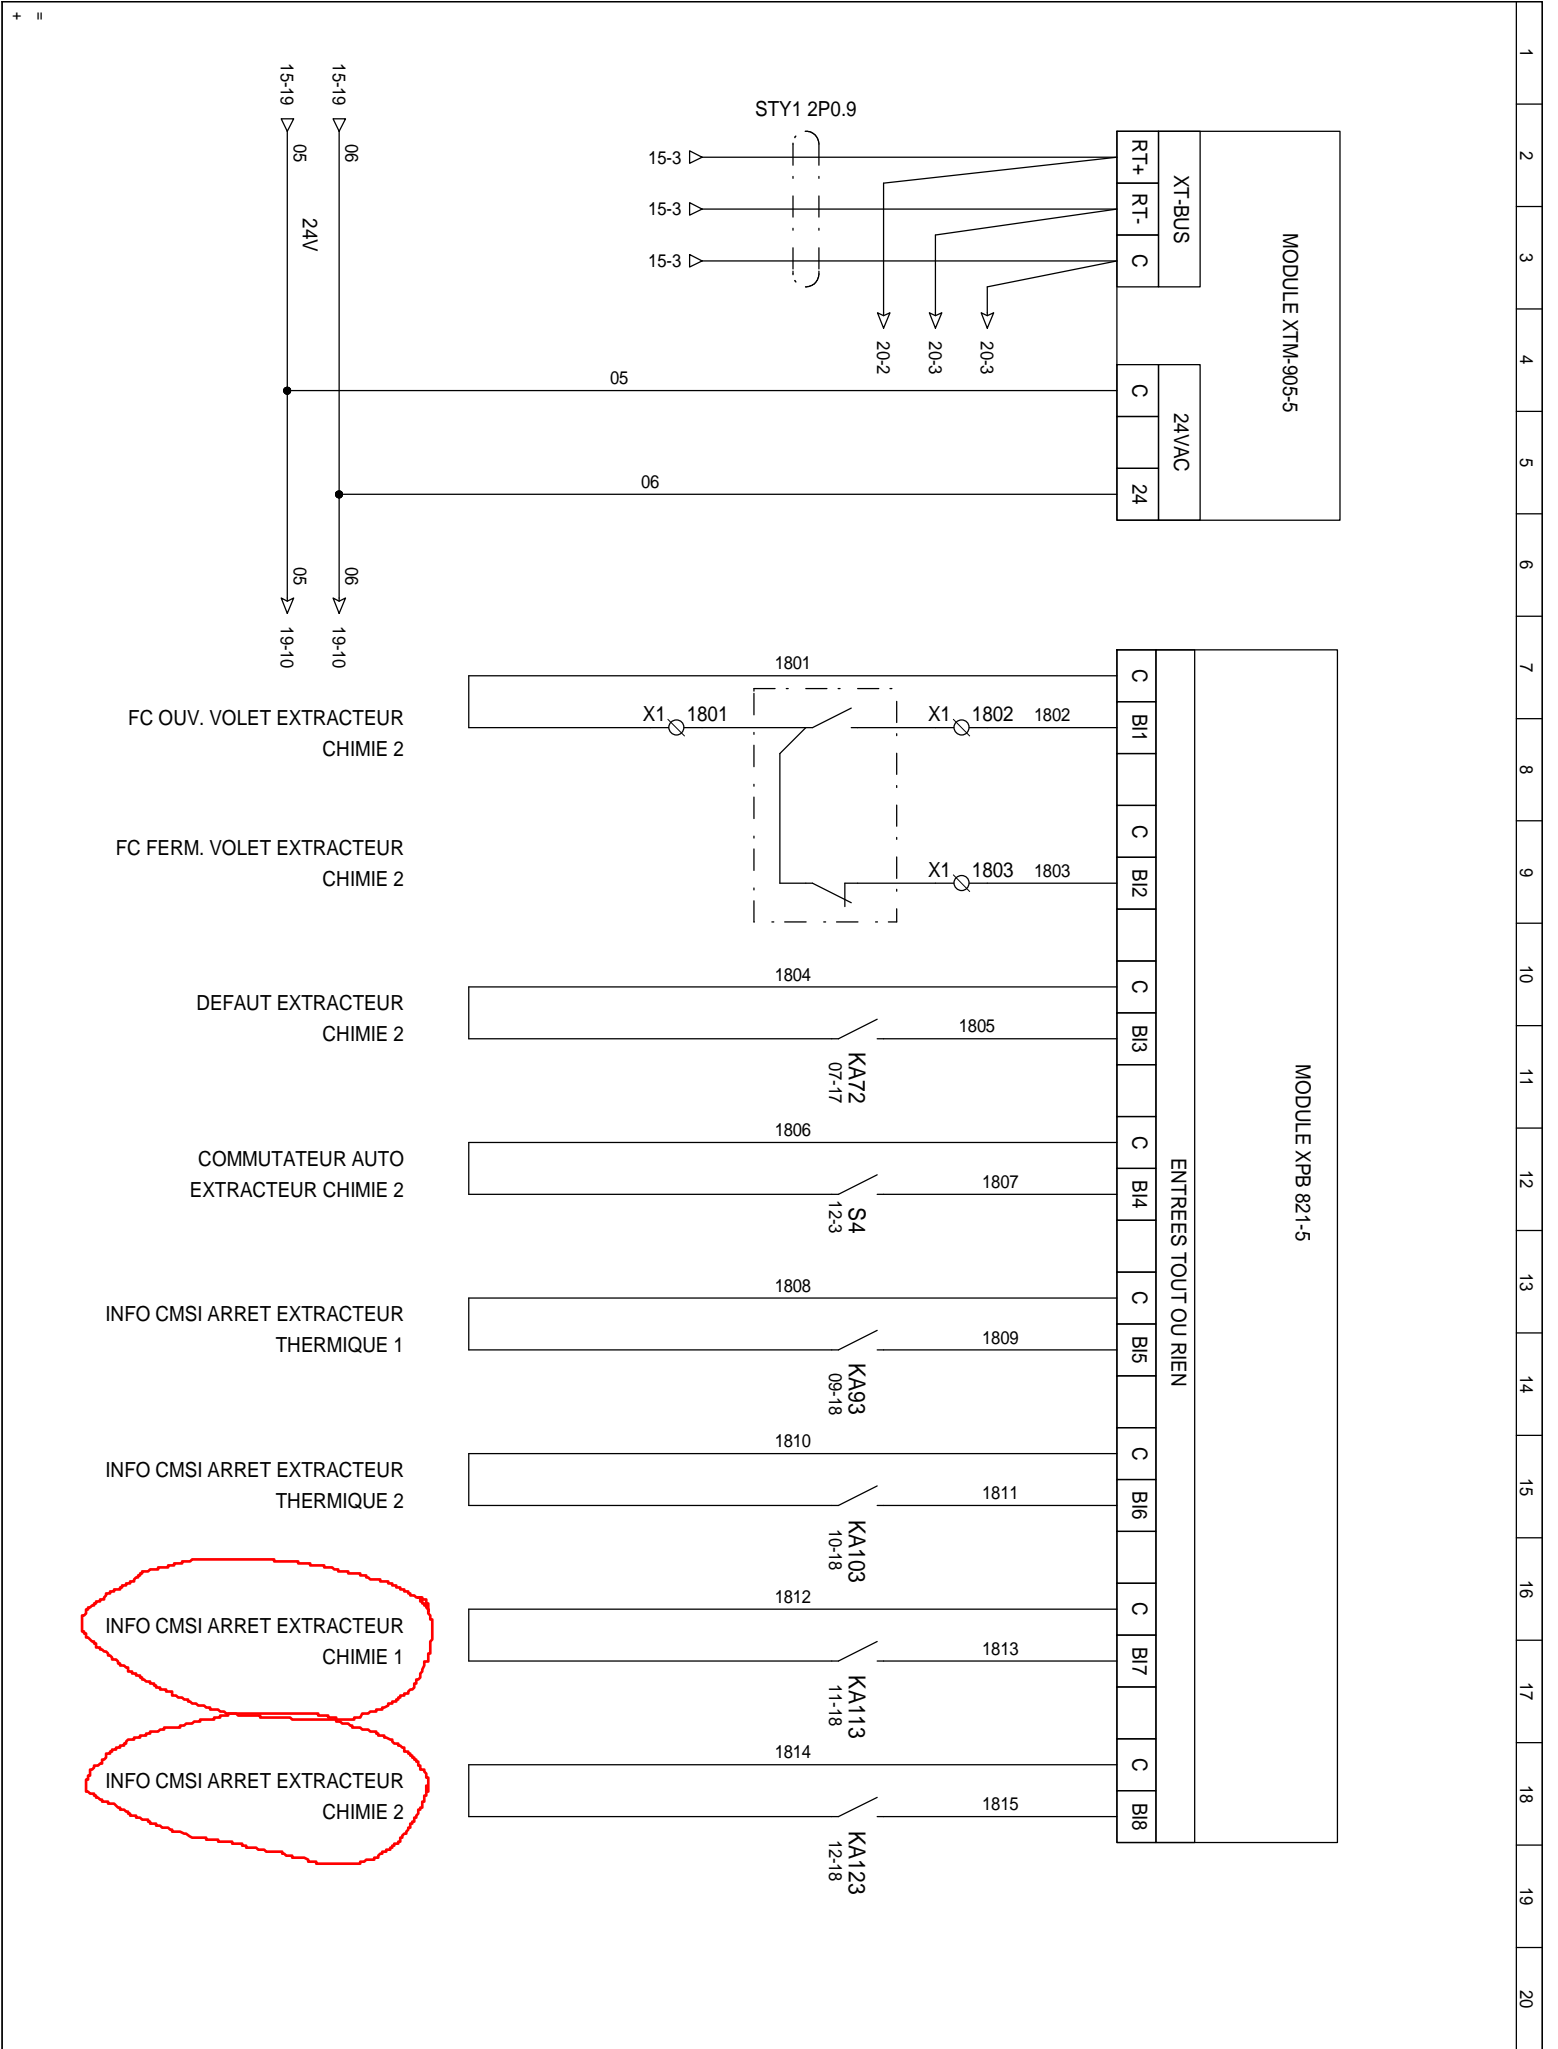 + =
1
2
3
4
5
6
7
8
9
10
11
12
13
14
15
16
17
18
19
20
MODULE XTM-905-5
XT-BUS
RT+
RT-
C
24VAC
C
24
STY1 2P0.9
15-3
15-3
15-3
20-2
20-3
20-3
15-19
15-19
05
06
24V
05
06
05
06
19-10
19-10
MODULE XPB 821-5
ENTREES TOUT OU RIEN
C
BI1
C
BI2
C
BI3
C
BI4
C
BI5
C
BI6
C
BI7
C
BI8
1801
FC OUV. VOLET EXTRACTEUR
CHIMIE 2
X1 1801
X1 1802 1802
FC FERM. VOLET EXTRACTEUR
CHIMIE 2
X1 1803 1803
1804
DEFAUT EXTRACTEUR
CHIMIE 2
1805
KA72
07-17
1806
COMMUTATEUR AUTO
EXTRACTEUR CHIMIE 2
1807
S4
12-3
1808
INFO CMSI ARRET EXTRACTEUR
THERMIQUE 1
1809
KA93
09-18
1810
INFO CMSI ARRET EXTRACTEUR
THERMIQUE 2
1811
KA103
10-18
1812
INFO CMSI ARRET EXTRACTEUR
CHIMIE 1
1813
KA113
11-18
1814
INFO CMSI ARRET EXTRACTEUR
CHIMIE 2
1815
KA123
12-18